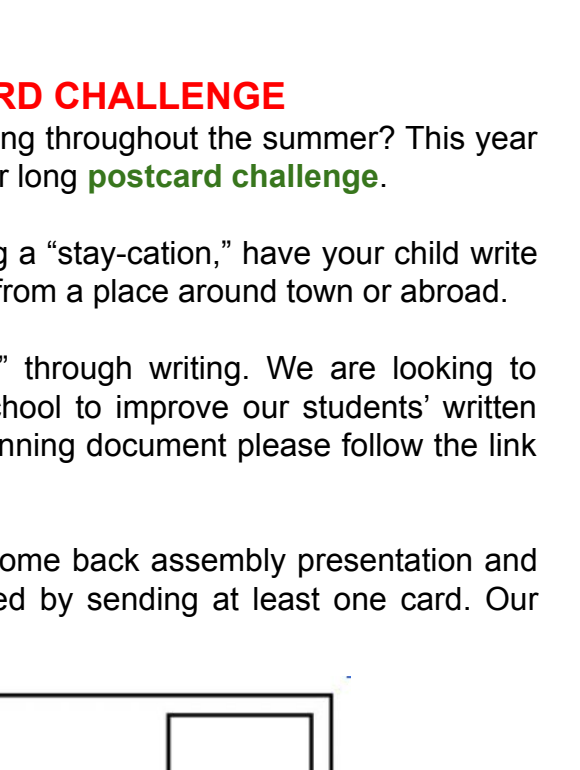 RD CHALLENGE
ng throughout the summer? This year
r long postcard challenge.
g a “stay-cation,” have your child write
from a place around town or abroad.
” through writing. We are looking to
chool to improve our students’ written
nning document please follow the link
ome back assembly presentation and
ed by sending at least one card. Our